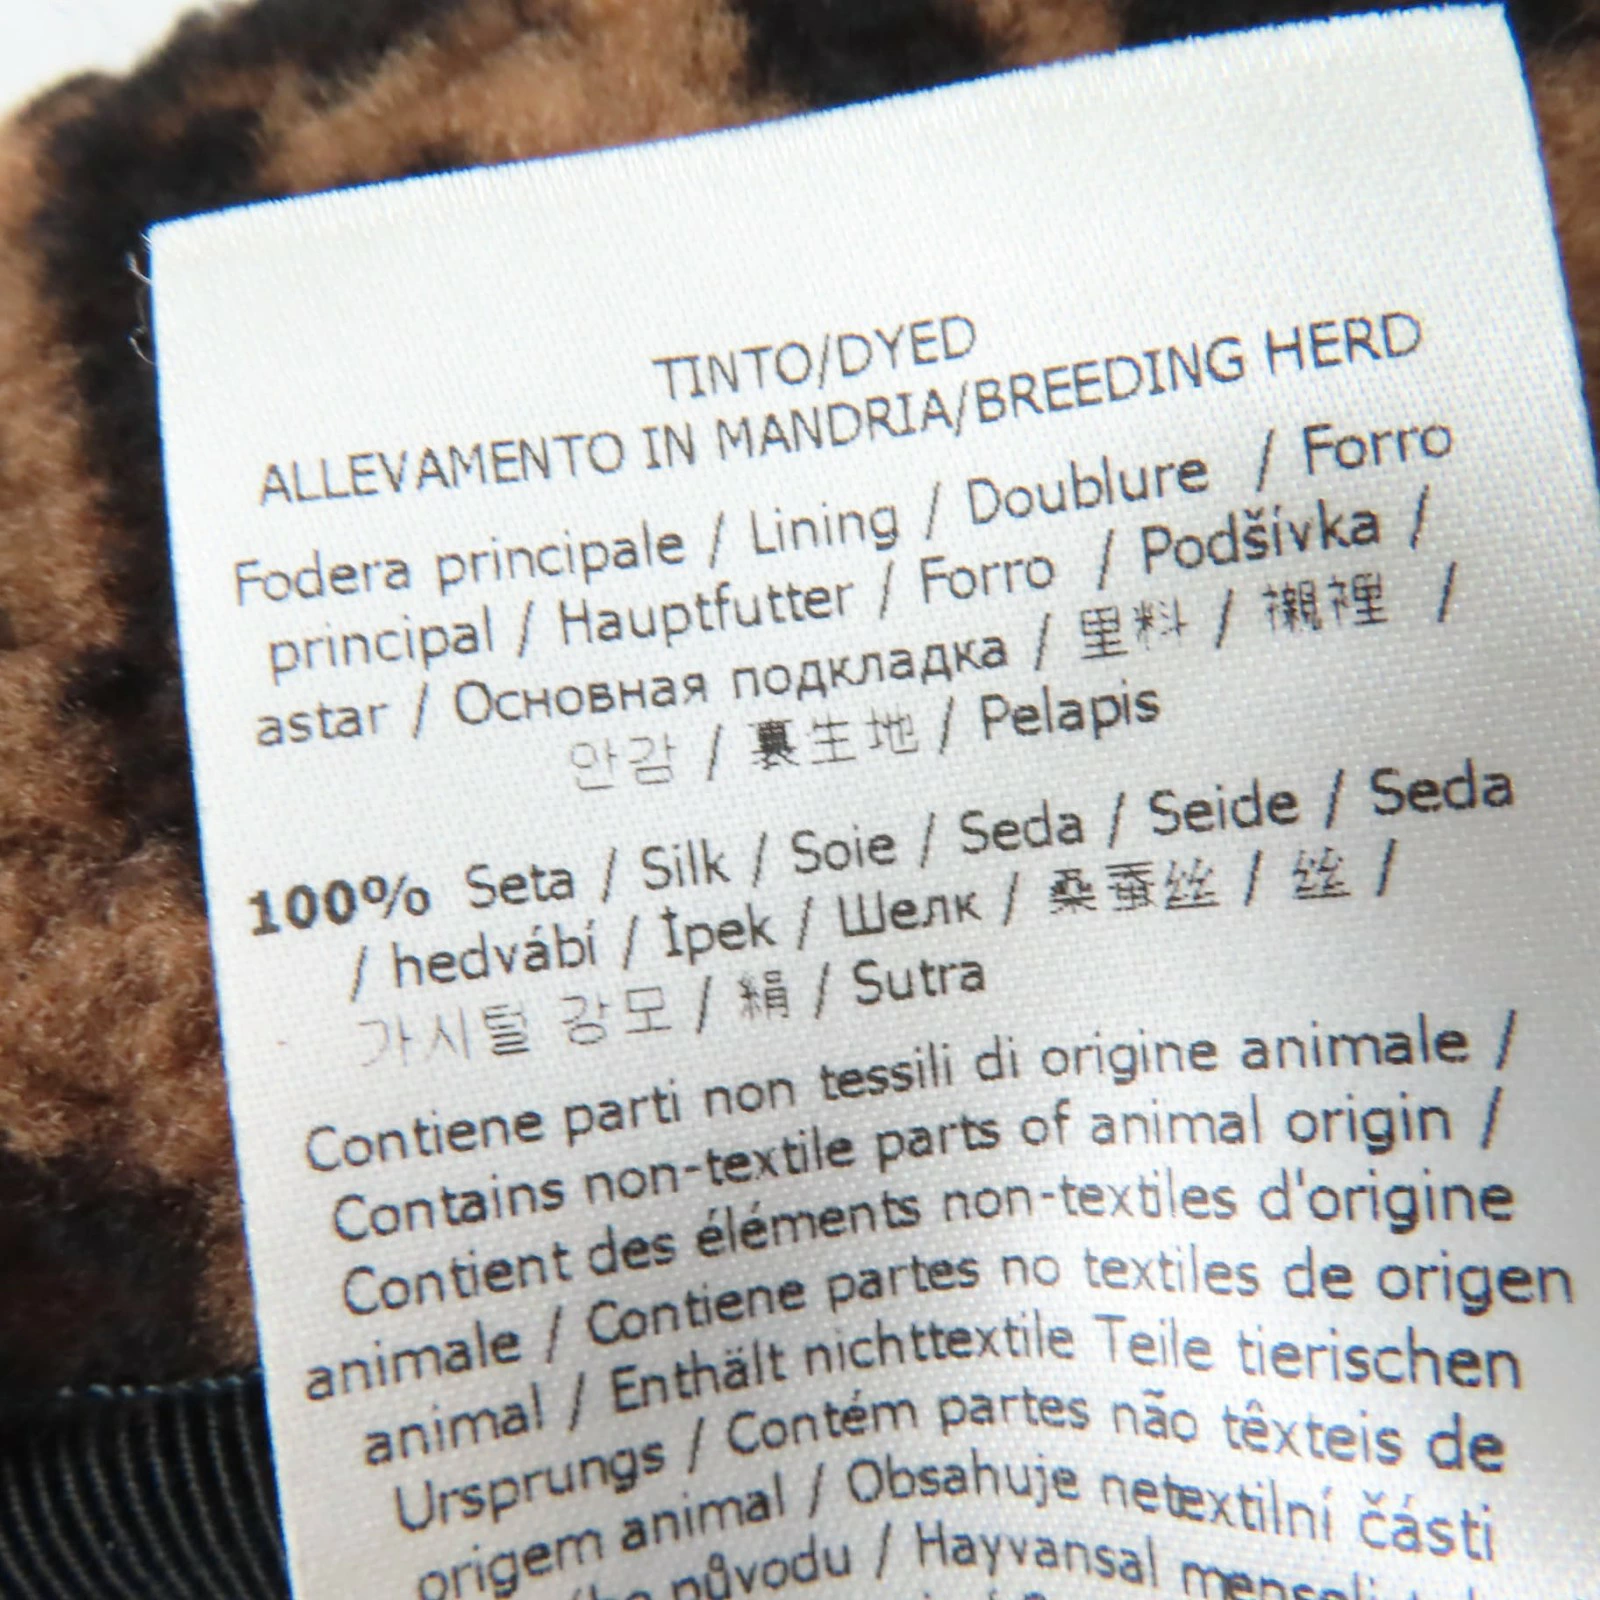 TINTO/DYED
ALLEVAMENTO IN MANDRIA/BREEDING HERD
Fodera principale / Lining / Doublure / Forro
principal / Hauptfutter / Forro / Podšívka /
astar / Основная подкладка / 里料 / 襯裡 /
안감 / 裏生地 / Pelapis
100% Seta / Silk / Soie / Seda / Seide / Seda
/ hedvábí / İpek / Шелк / 桑蚕丝 / 丝 /
가시털 강모 / 絹 / Sutra
Contiene parti non tessili di origine animale /
Contains non-textile parts of animal origin /
Contient des éléments non-textiles d'origine
animale / Contiene partes no textiles de origen
animal / Enthält nichttextile Teile tierischen
Ursprungs / Contém partes não têxteis de
origem animal / Obsahuje netextilní části
původu / Hayvansal